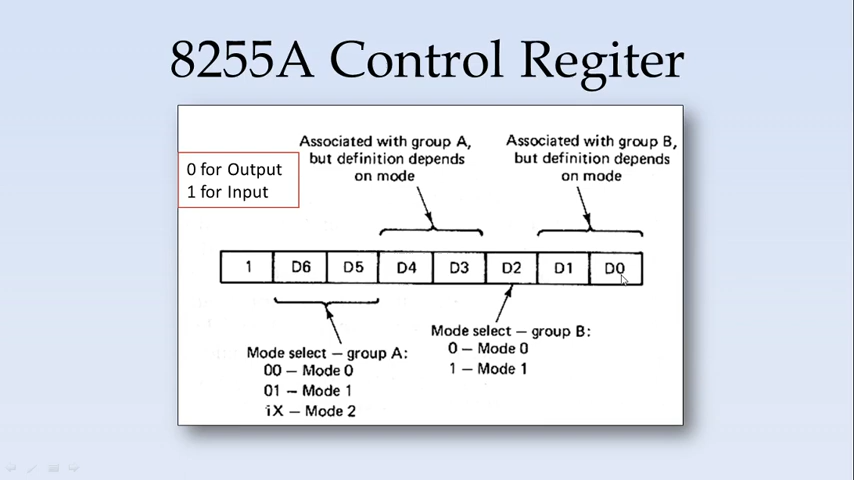 8255A Control Regiter
0 for Output
1 for Input
Associated with group A,
but definition depends
on mode
Associated with group B,
but definition depends
on mode
1 D6 D5 D4 D3 D2 D1 D0
Mode select – group A:
00 – Mode 0
01 – Mode 1
iX – Mode 2
Mode select – group B:
0 – Mode 0
1 – Mode 1